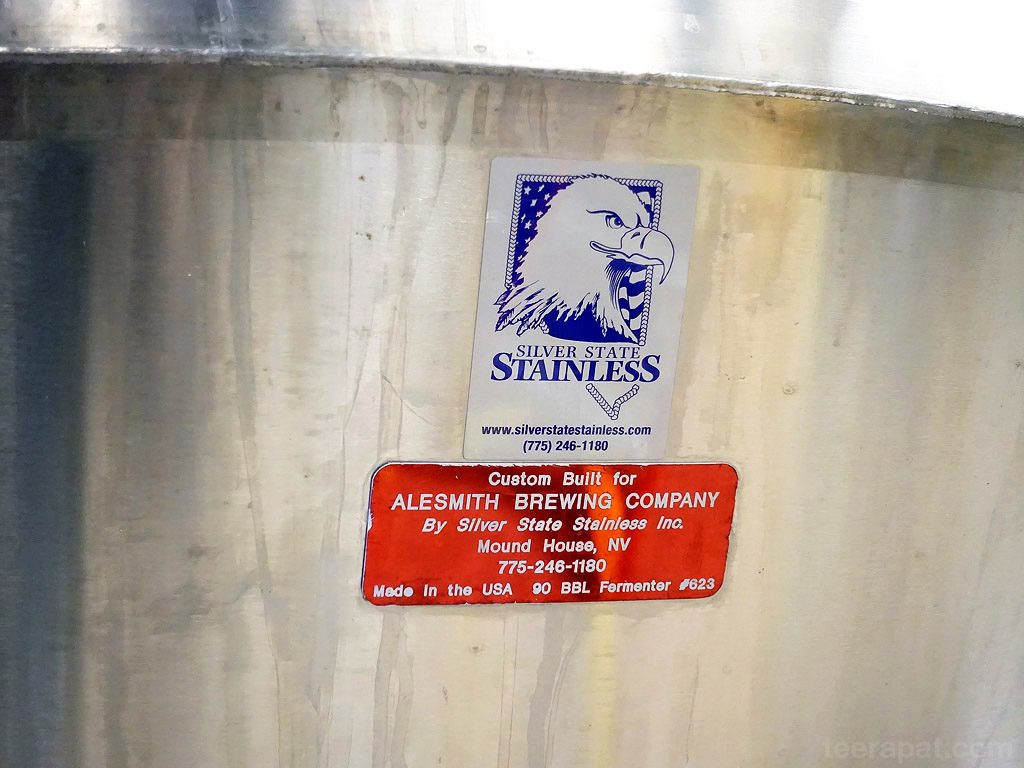 SILVER STATE
STAINLESS
www.silverstatestainless.com
(775) 246-1180
Custom Built for
ALESMITH BREWING COMPANY
By Silver State Stainless Inc.
Mound House, NV
775-246-1180
Made in the USA 90 BBL Fermenter #623
teerapat.com